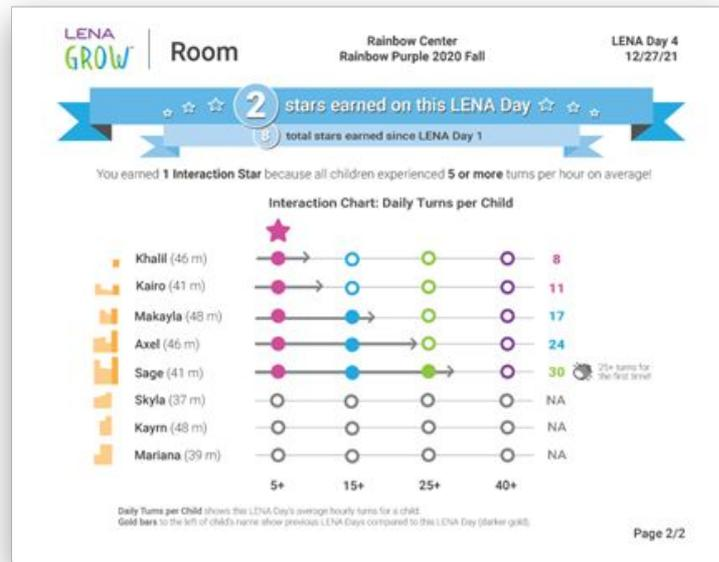 LENA
GROW
Room
Rainbow Center
Rainbow Purple 2020 Fall
LENA Day 4
12/27/21
2 stars earned on this LENA Day
8 total stars earned since LENA Day 1
You earned 1 Interaction Star because all children experienced 5 or more turns per hour on average!
Interaction Chart: Daily Turns per Child
Khalil (46 m) 8
Kairo (41 m) 11
Makayla (48 m) 17
Axel (46 m) 24
Sage (41 m) 30 25+ turns for
the first time!
Skyla (37 m) NA
Kayrn (48 m) NA
Mariana (39 m) NA
5+ 15+ 25+ 40+
Daily Turns per Child shows this LENA Day's average hourly turns for a child.
Gold bars to the left of child's name show previous LENA Days compared to this LENA Day (darker gold).
Page 2/2